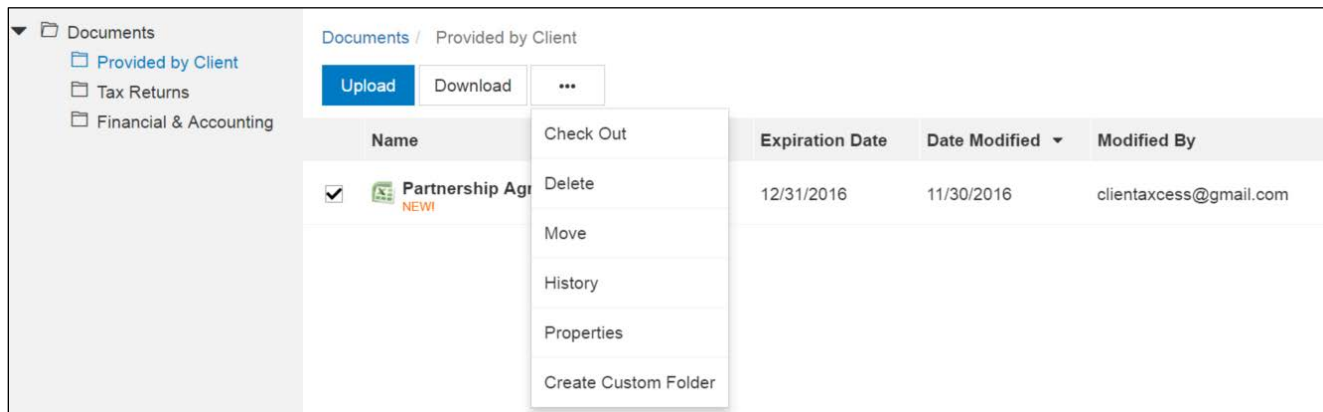 Documents
Provided by Client
Tax Returns
Financial & Accounting
Documents / Provided by Client
Upload Download •••
Name Expiration Date Date Modified Modified By
Partnership Agr 12/31/2016 11/30/2016 clientaxcess@gmail.com
NEW!
Check Out
Delete
Move
History
Properties
Create Custom Folder